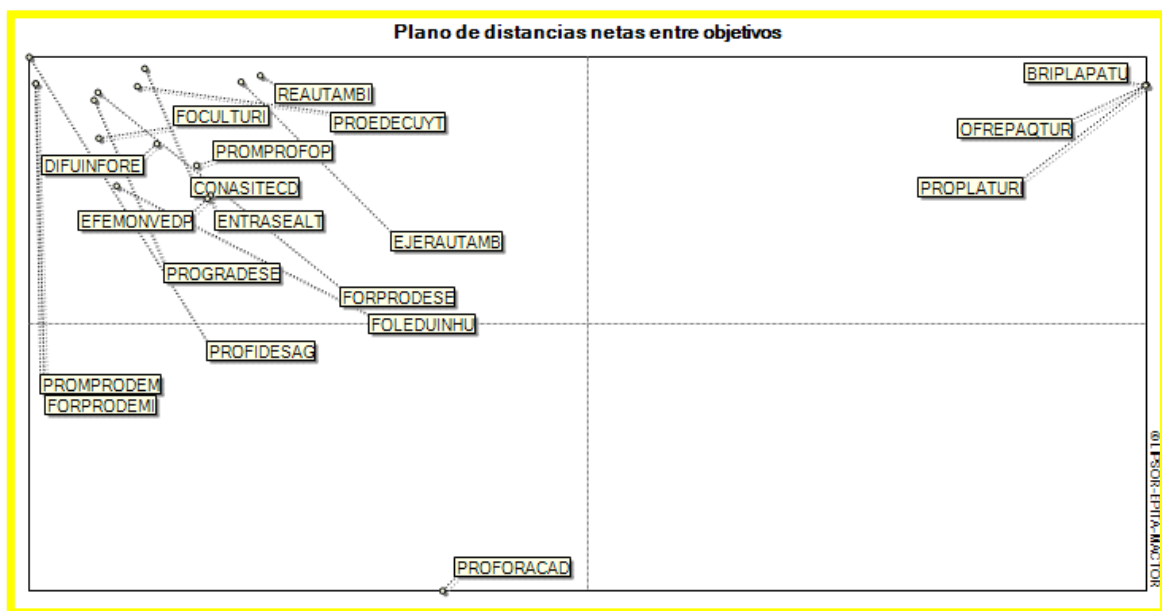 Plano de distancias netas entre objetivos
BRIPLAPATU
REAUTAMBI
FOCULTURI
PROEDECUYT
OFREPAQTUR
PROMPROFOP
DIFUINFORE
CONASITECD
PROPLATURI
EFEMONVEDP
ENTRASEALT
EJERAUTAMB
PROGRADESE
FORPRODESE
FOLEDUINHU
PROFIDESAG
PROMPRODEM
FORPRODEMI
PROFORACAD
© LIPSOR-EPITA-MACTOR